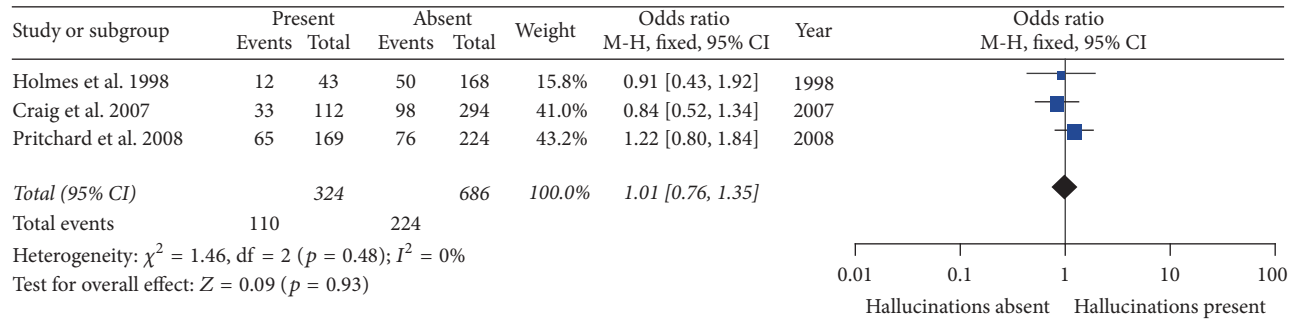 Study or subgroup Present Absent Weight Odds ratio Year Odds ratio
Events Total Events Total M-H, fixed, 95% CI M-H, fixed, 95% CI
Holmes et al. 1998 12 43 50 168 15.8% 0.91 [0.43, 1.92] 1998
Craig et al. 2007 33 112 98 294 41.0% 0.84 [0.52, 1.34] 2007
Pritchard et al. 2008 65 169 76 224 43.2% 1.22 [0.80, 1.84] 2008
Total (95% CI) 324 686 100.0% 1.01 [0.76, 1.35]
Total events 110 224
Heterogeneity: χ² = 1.46, df = 2 (p = 0.48); I² = 0%
Test for overall effect: Z = 0.09 (p = 0.93)
0.01 0.1 1 10 100
Hallucinations absent Hallucinations present